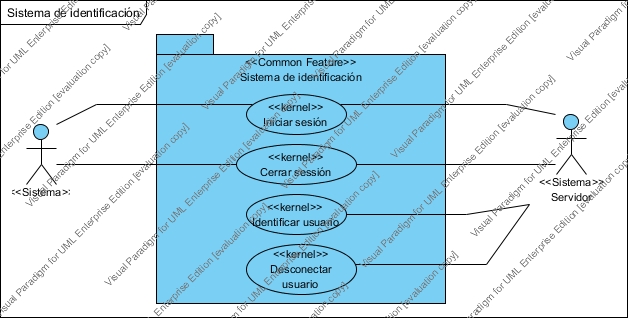 Sistema de identificación
<<Common Feature>>
Sistema de identificación
<<kernel>>
Iniciar sesión
<<kernel>>
Cerrar sesión
<<Sistema>>
<<Sistema>>
Servidor
<<kernel>>
Identificar usuario
<<kernel>>
Desconectar
usuario
Visual Paradigm for UML Enterprise Edition [evaluation copy]